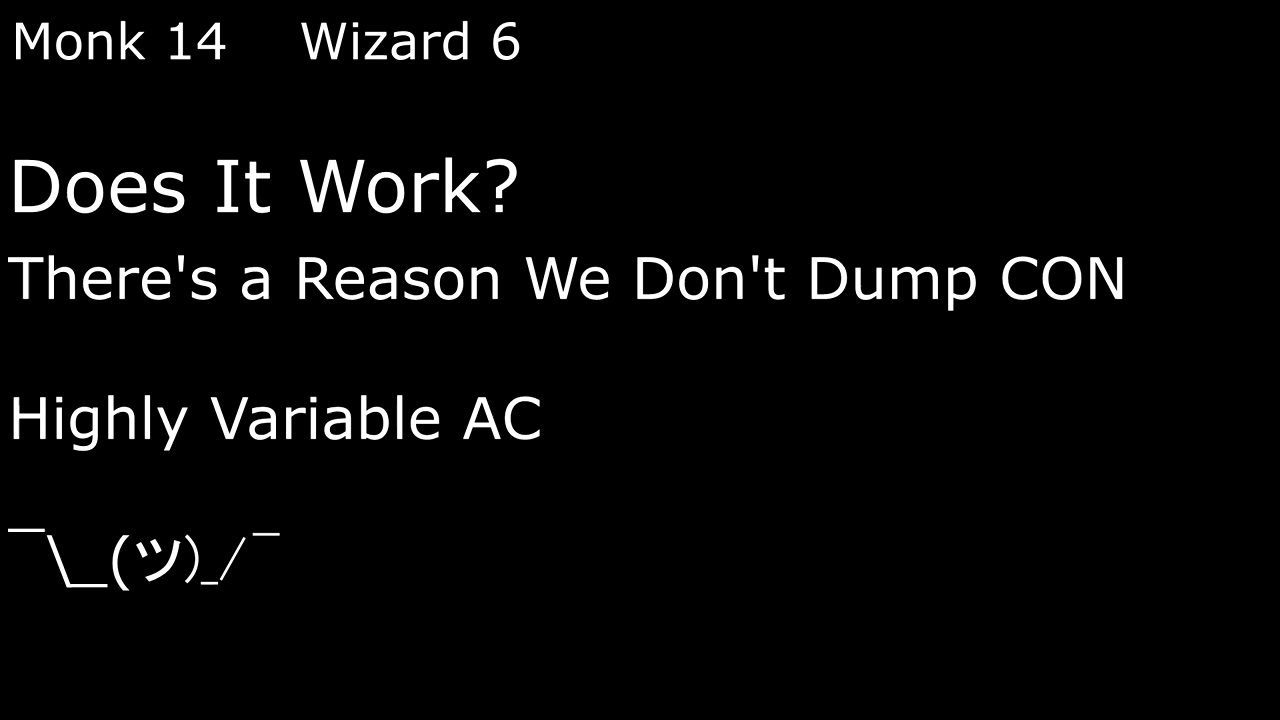 Monk 14    Wizard 6
Does It Work?
There's a Reason We Don't Dump CON
Highly Variable AC
¯\_(ツ)_/¯